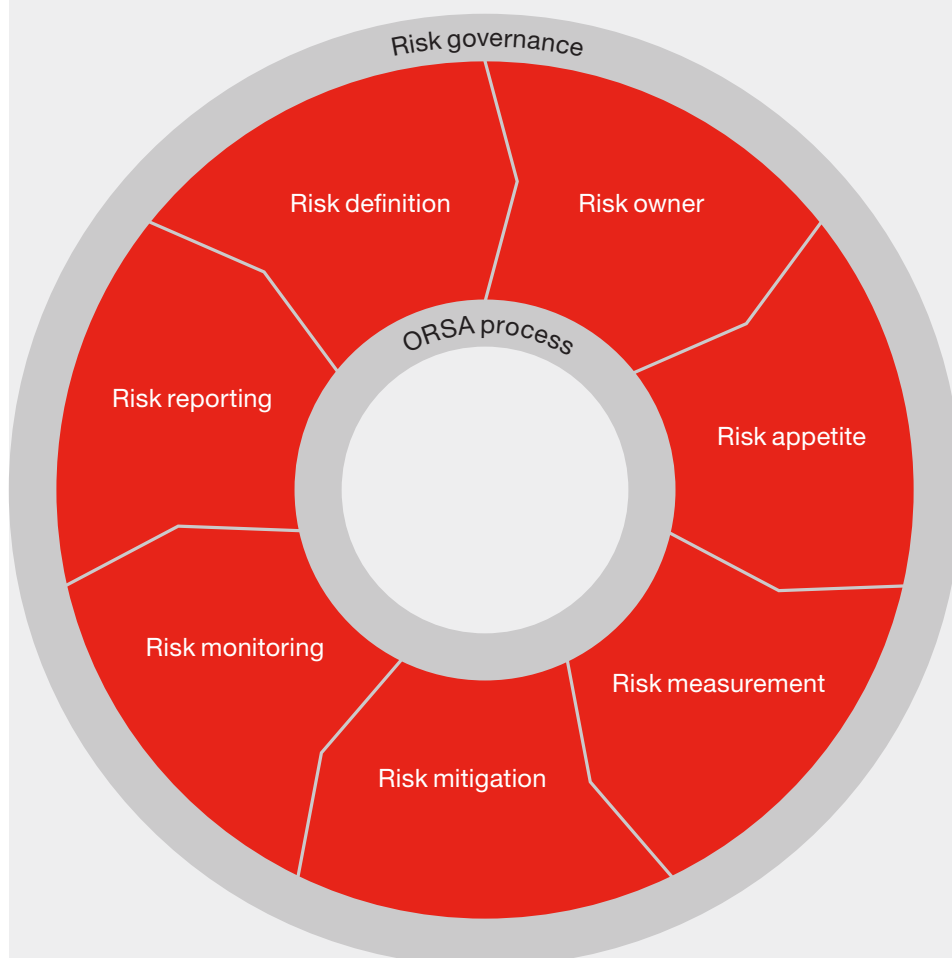 Risk governance
Risk definition
Risk owner
ORSA process
Risk reporting
Risk appetite
Risk monitoring
Risk measurement
Risk mitigation